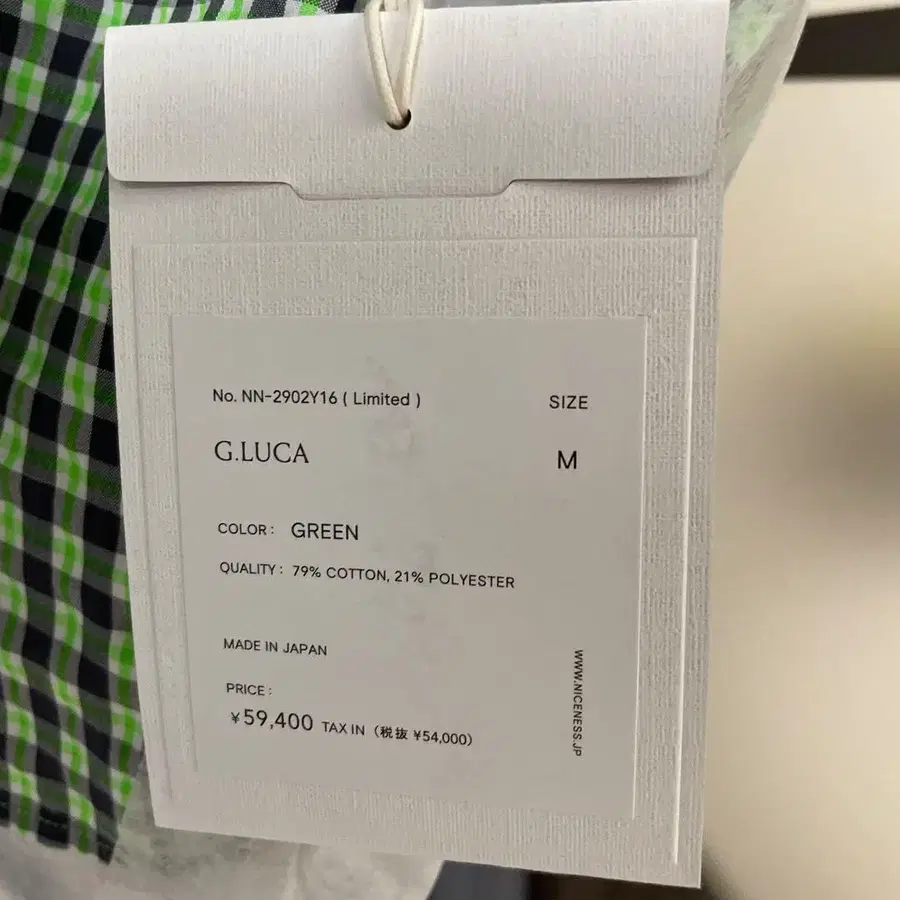 No. NN-2902Y16 ( Limited )
SIZE
G.LUCA
M
COLOR : GREEN
QUALITY : 79% COTTON, 21% POLYESTER
MADE IN JAPAN
PRICE :
¥59,400 TAX IN (税抜 ¥54,000)
WWW.NICENESS.JP